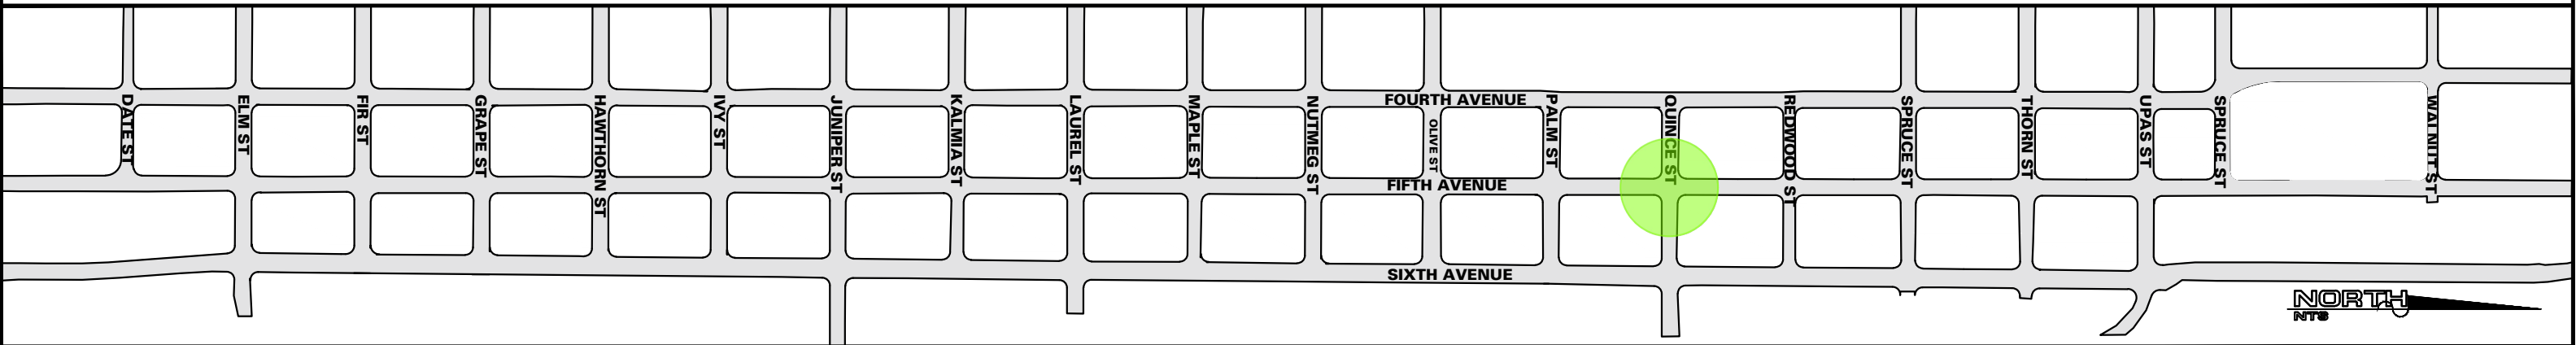 DATE ST
ELM ST
FIR ST
GRAPE ST
HAWTHORN ST
IVY ST
JUNIPER ST
KALMIA ST
LAUREL ST
MAPLE ST
NUTMEG ST
FOURTH AVENUE
OLIVE ST
FIFTH AVENUE
SIXTH AVENUE
PALM ST
QUINCE ST
REDWOOD ST
SPRUCE ST
THORN ST
UPAS ST
SPRUCE ST
WALNUT ST
NORTH
NTS